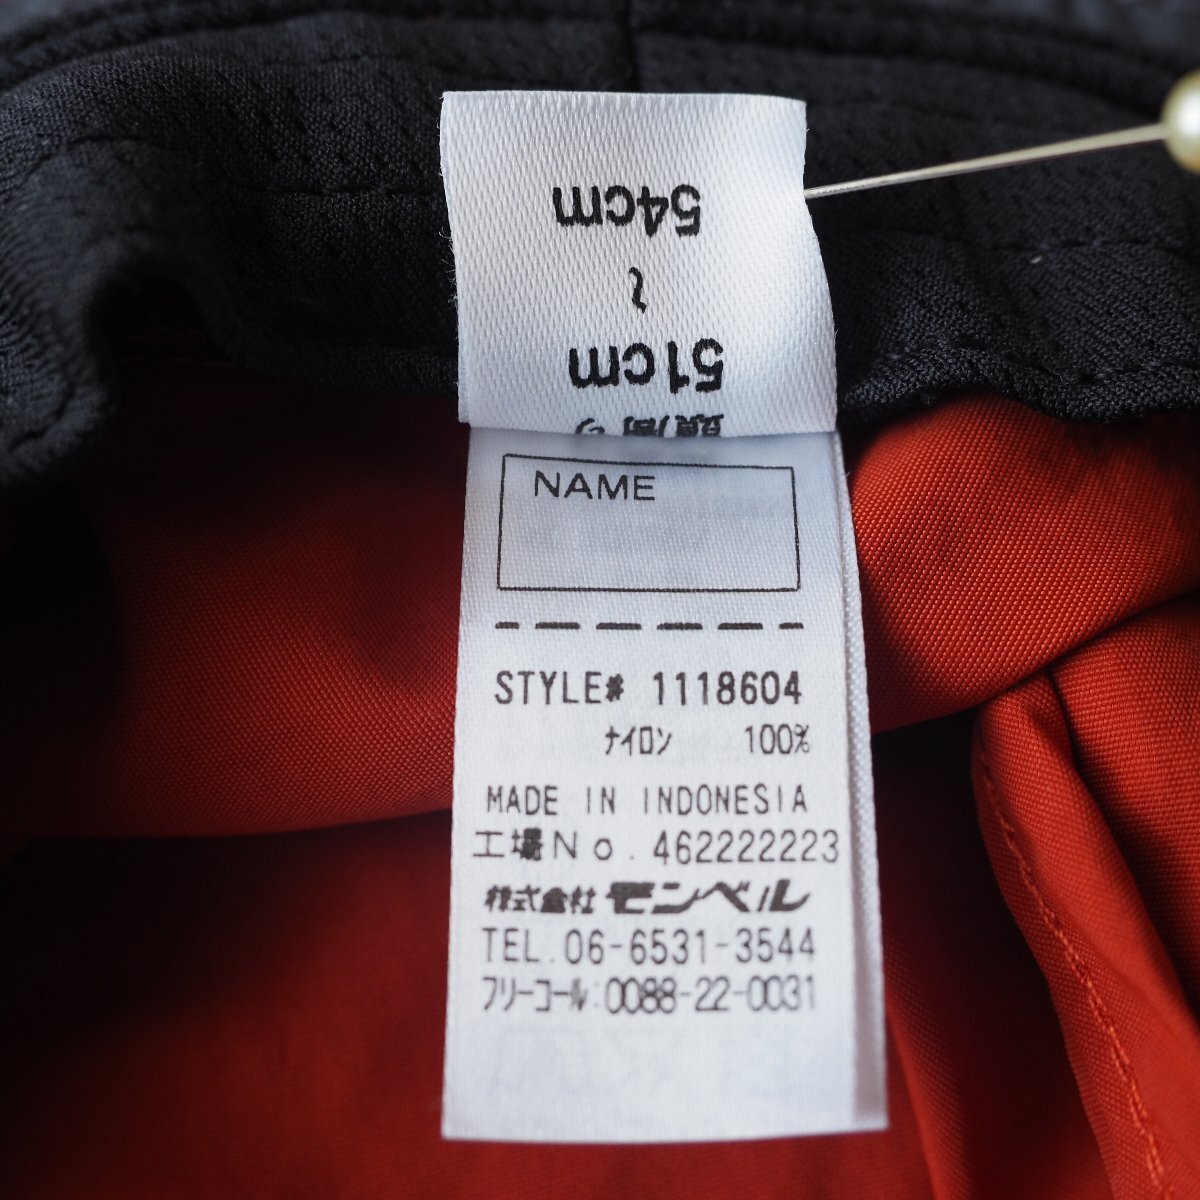 頭周り
51cm
~
54cm
NAME
STYLE# 1118604
ナイロン 100%
MADE IN INDONESIA
工場No. 462222223
株式会社 モンベル
TEL.06-6531-3544
フリーコール:0088-22-0031